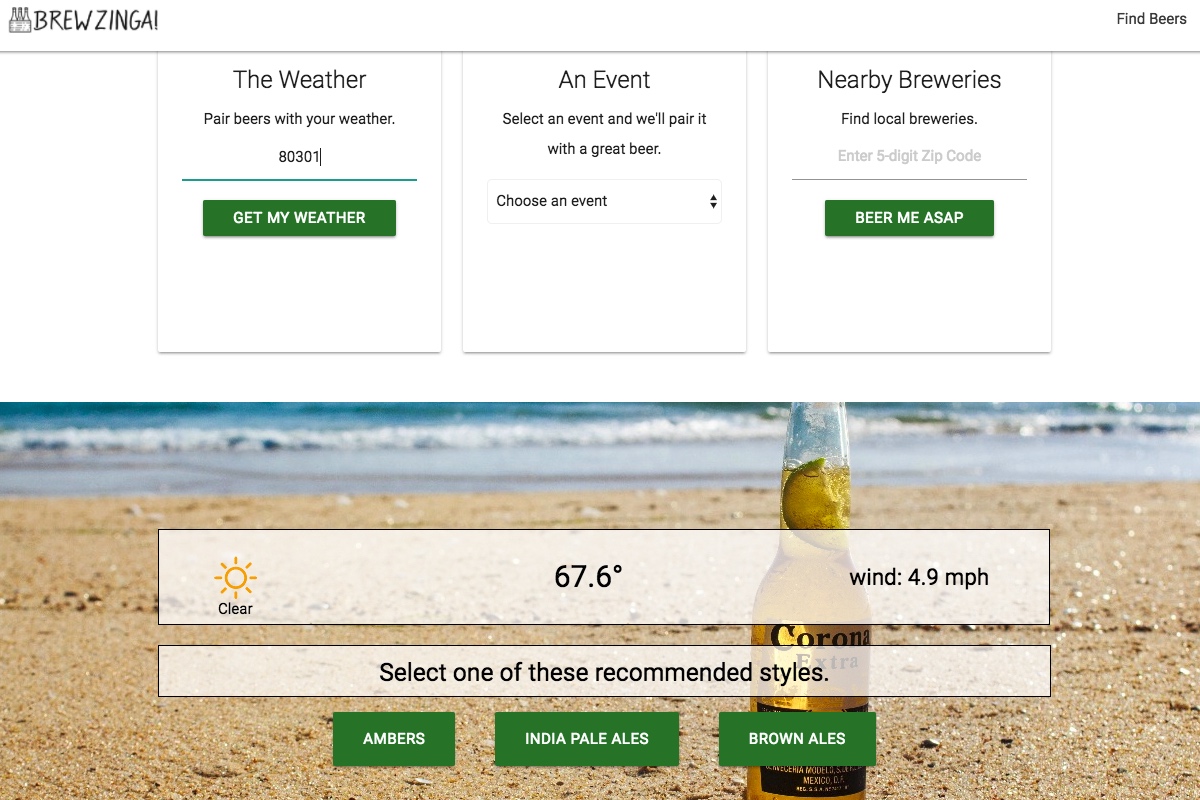 BREWZINGA!
Find Beers
The Weather
Pair beers with your weather.
80301
GET MY WEATHER
An Event
Select an event and we'll pair it
with a great beer.
Choose an event
Nearby Breweries
Find local breweries.
Enter 5-digit Zip Code
BEER ME ASAP
Clear
67.6°
wind: 4.9 mph
Corona
Extra
Select one of these recommended styles.
AMBERS
INDIA PALE ALES
BROWN ALES
MEXICO, D.F.